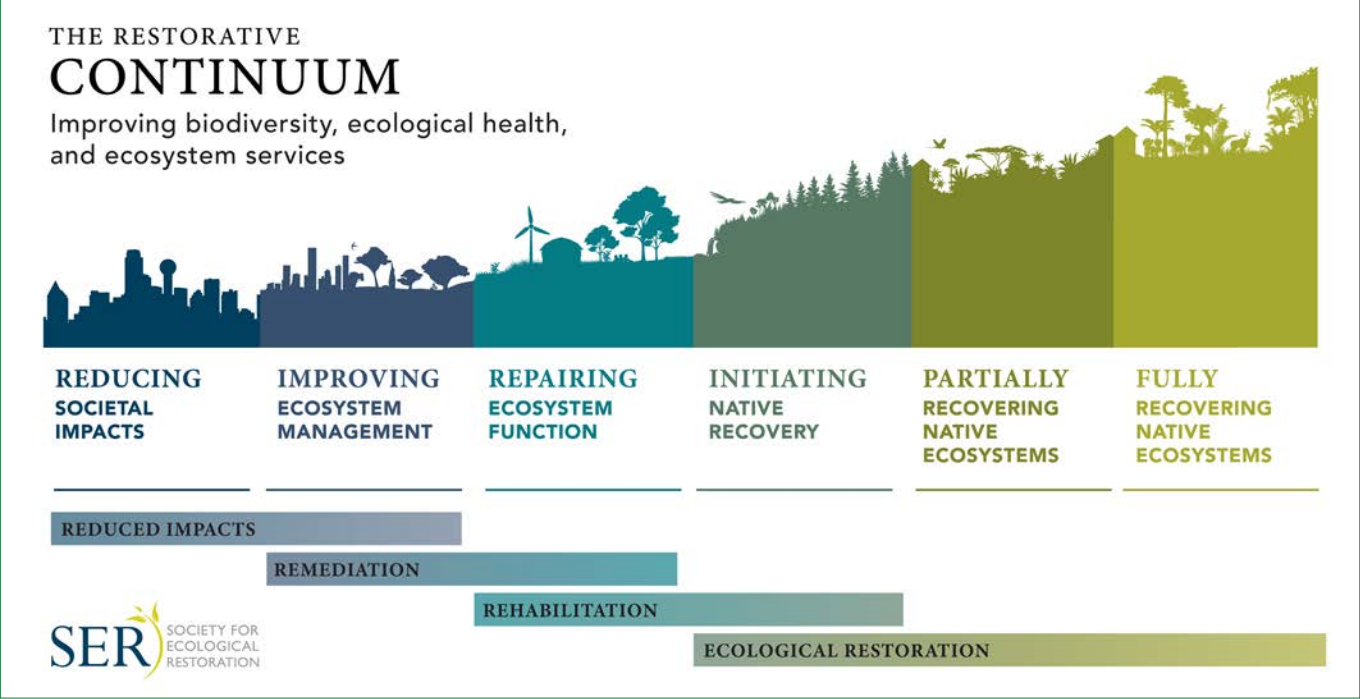 THE RESTORATIVE
CONTINUUM
Improving biodiversity, ecological health,
and ecosystem services
REDUCING
SOCIETAL
IMPACTS
IMPROVING
ECOSYSTEM
MANAGEMENT
REPAIRING
ECOSYSTEM
FUNCTION
INITIATING
NATIVE
RECOVERY
PARTIALLY
RECOVERING
NATIVE
ECOSYSTEMS
FULLY
RECOVERING
NATIVE
ECOSYSTEMS
REDUCED IMPACTS
REMEDIATION
REHABILITATION
ECOLOGICAL RESTORATION
SER
SOCIETY FOR
ECOLOGICAL
RESTORATION